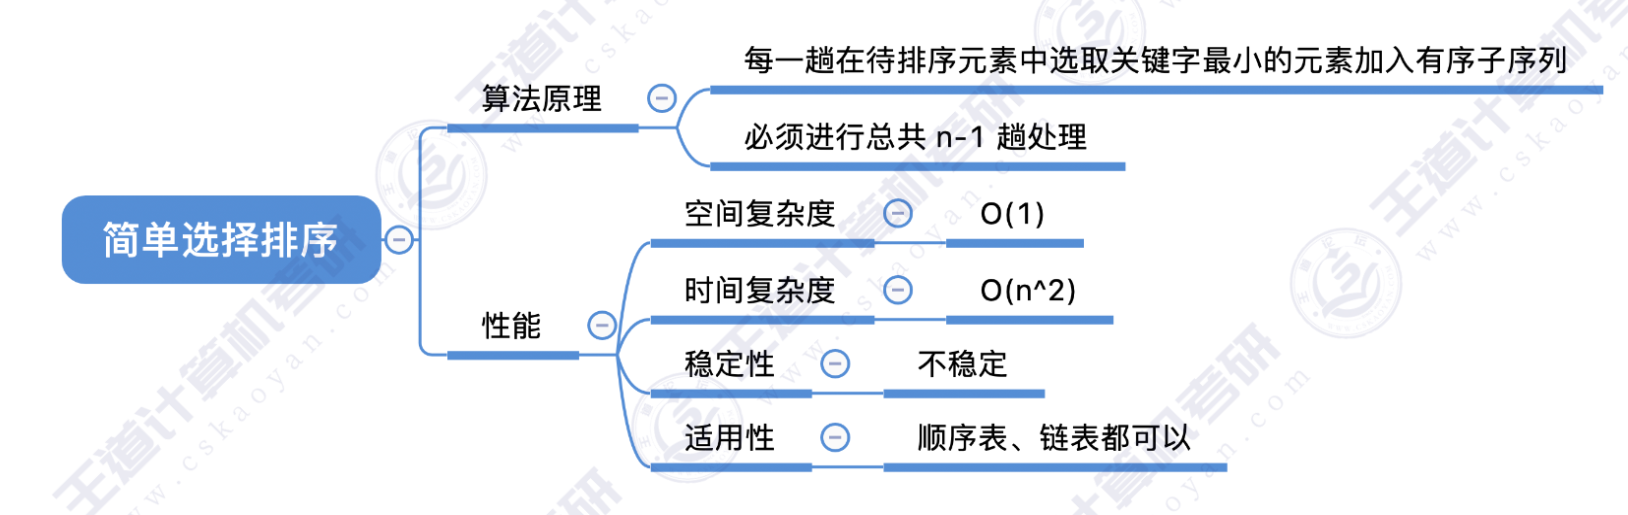 简单选择排序
算法原理
每一趟在待排序元素中选取关键字最小的元素加入有序子序列
必须进行总共 n-1 趟处理
性能
空间复杂度
O(1)
时间复杂度
O(n^2)
稳定性
不稳定
适用性
顺序表、链表都可以
王道计算机考研
www.cskaoyan.com